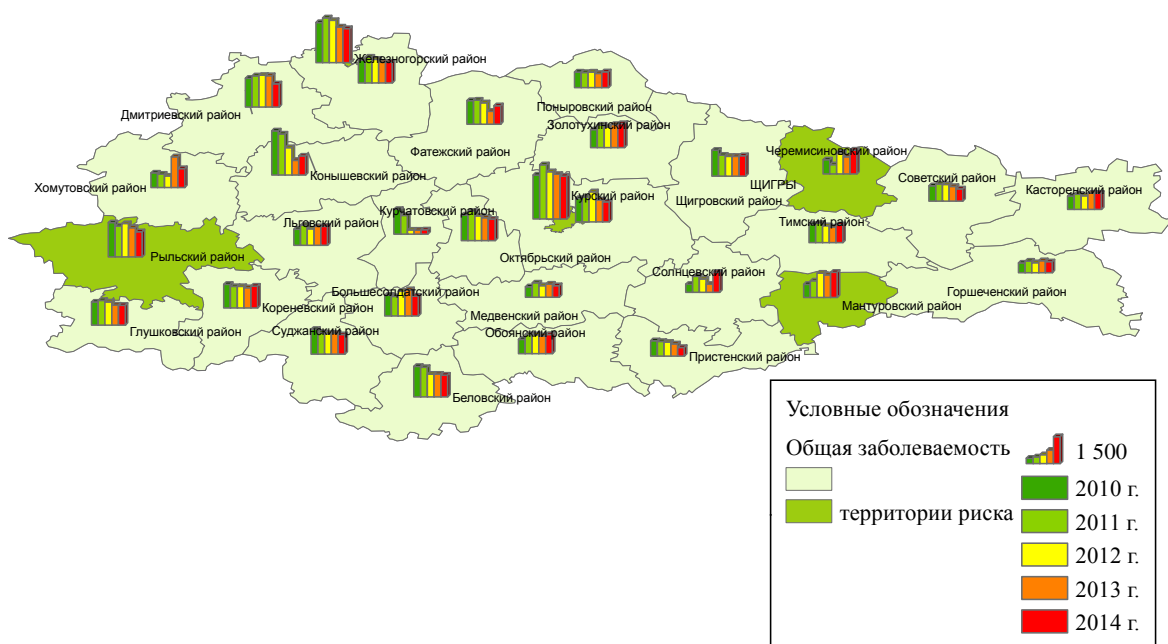 Железногорский район
Дмитриевский район
Поныровский район
Золотухинский район
Фатежский район
Черемисиновский район
Конышевский район
Хомутовский район
ЩИГРЫ
Советский район
Касторенский район
Щигровский район
Курский район
Курчатовский район
Льговский район
Тимский район
Рыльский район
Октябрьский район
Солнцевский район
Большесолдатский район
Горшеченский район
Кореневский район
Медвенский район
Мантуровский район
Глушковский район
Суджанский район
Обоянский район
Пристенский район
Беловский район
Условные обозначения
Общая заболеваемость
территории риска
1 500
2010 г.
2011 г.
2012 г.
2013 г.
2014 г.